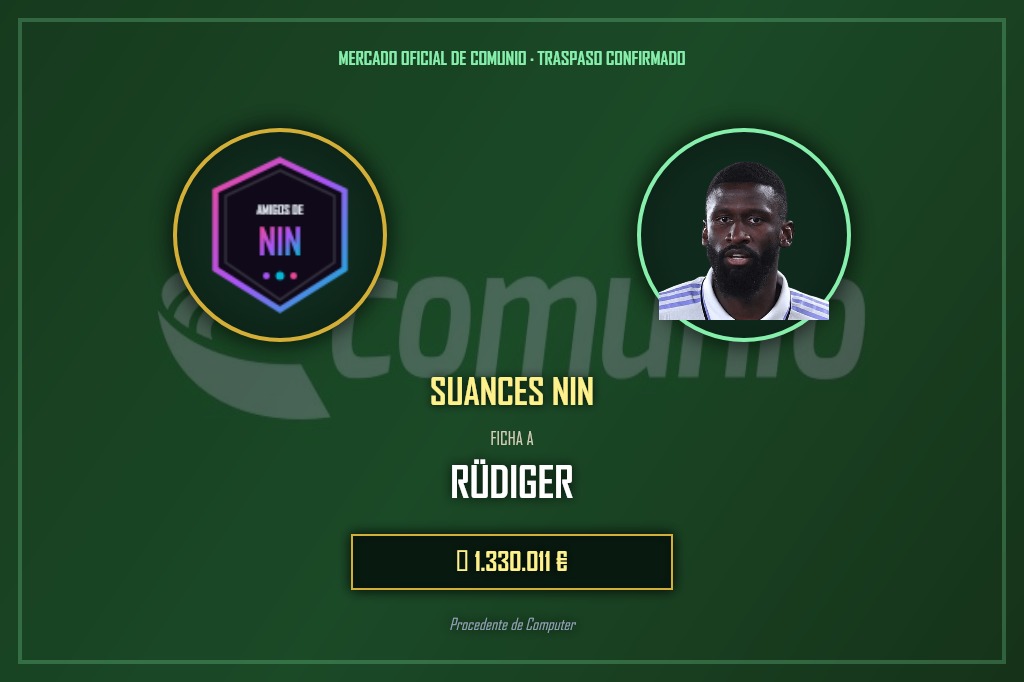 MERCADO OFICIAL DE COMUNIO · TRASPASO CONFIRMADO
AMIGOS DE
NIN
comunio
SUANCES NIN
FICHA A
RÜDIGER
1.330.011 €
Procedente de Computer